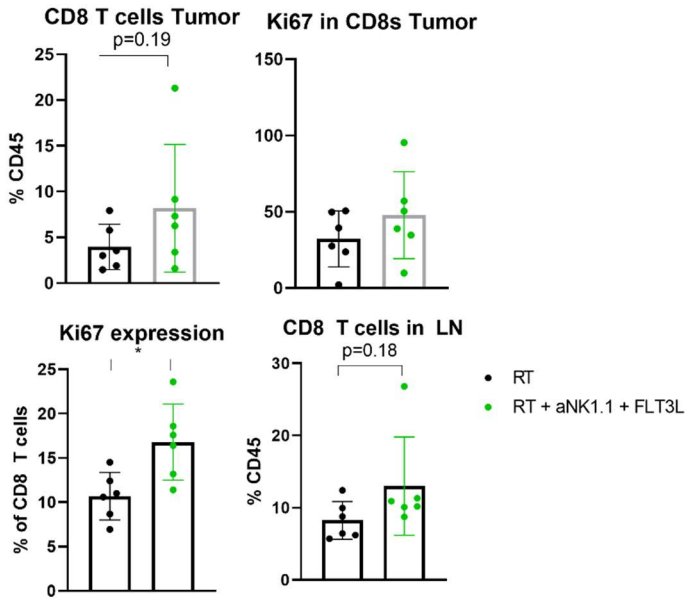 CD8 T cells Tumor
p=0.19
25
20
15
10
5
0
% CD45
Ki67 in CD8s Tumor
150
100
50
0
Ki67 expression
*
25
20
15
10
5
0
% of CD8 T cells
CD8 T cells in LN
p=0.18
30
20
10
0
% CD45
RT
RT + aNK1.1 + FLT3L